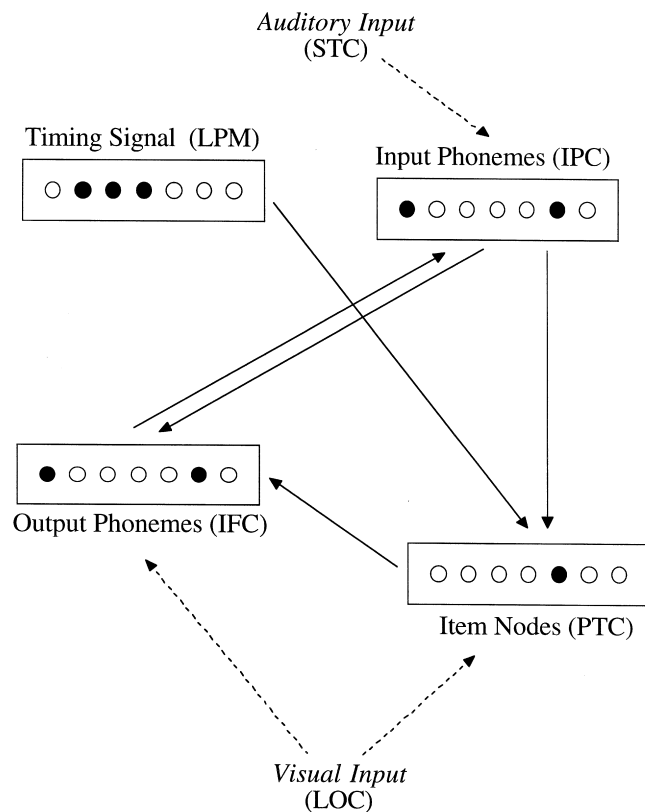 Auditory Input
(STC)
Timing Signal (LPM)
Input Phonemes (IPC)
Output Phonemes (IFC)
Item Nodes (PTC)
Visual Input
(LOC)